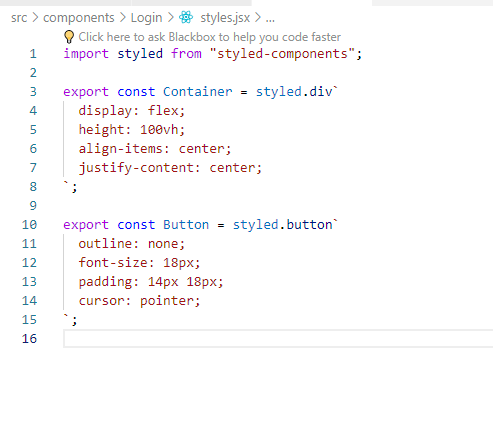 src > components > Login > styles.jsx > ...
Click here to ask Blackbox to help you code faster
1 import styled from "styled-components";
2
3 export const Container = styled.div`
4   display: flex;
5   height: 100vh;
6   align-items: center;
7   justify-content: center;
8 `;
9
10 export const Button = styled.button`
11   outline: none;
12   font-size: 18px;
13   padding: 14px 18px;
14   cursor: pointer;
15 `;
16